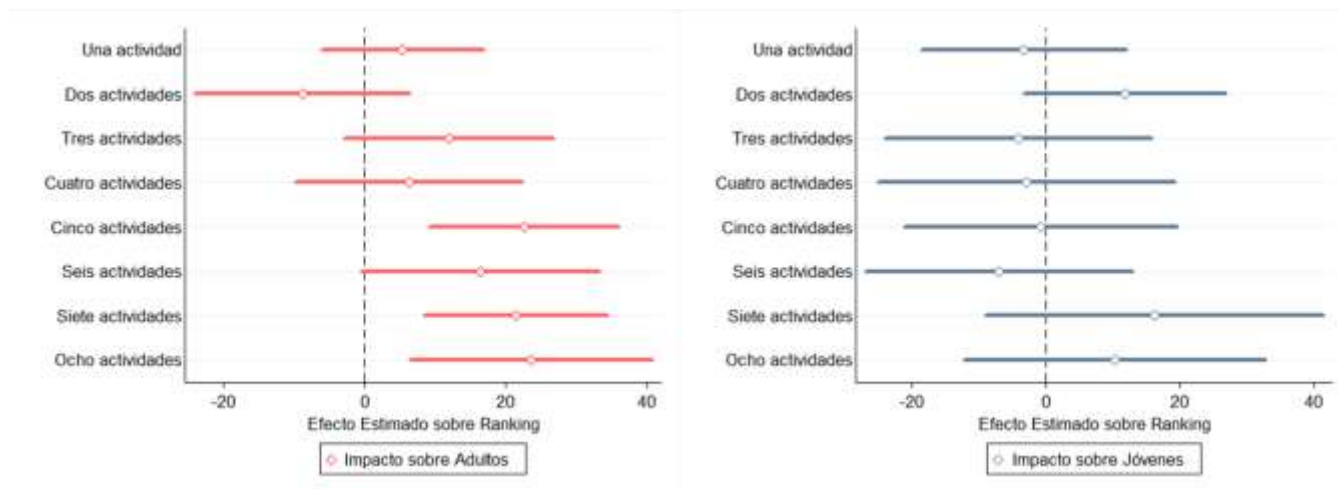 Una actividad
Dos actividades
Tres actividades
Cuatro actividades
Cinco actividades
Seis actividades
Siete actividades
Ocho actividades
-20 0 20 40
Efecto Estimado sobre Ranking
Impacto sobre Adultos
Una actividad
Dos actividades
Tres actividades
Cuatro actividades
Cinco actividades
Seis actividades
Siete actividades
Ocho actividades
-20 0 20 40
Efecto Estimado sobre Ranking
Impacto sobre Jóvenes